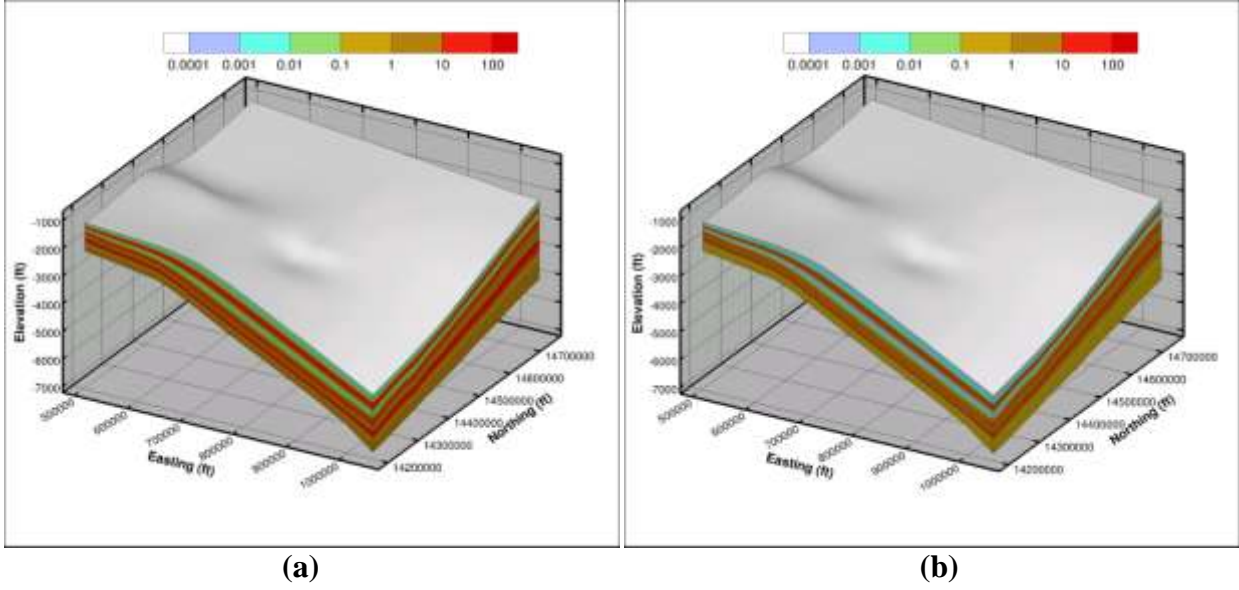 0.0001 0.001 0.01 0.1 1 10 100
Elevation (ft)
-1000
-2000
-3000
-4000
-5000
-6000
-7000
500000 600000 700000 800000 900000 1000000
Easting (ft)
14200000 14300000 14400000 14500000 14600000 14700000
Northing (ft)
(a)
0.0001 0.001 0.01 0.1 1 10 100
Elevation (ft)
-1000
-2000
-3000
-4000
-5000
-6000
-7000
500000 600000 700000 800000 900000 1000000
Easting (ft)
14200000 14300000 14400000 14500000 14600000 14700000
Northing (ft)
(b)